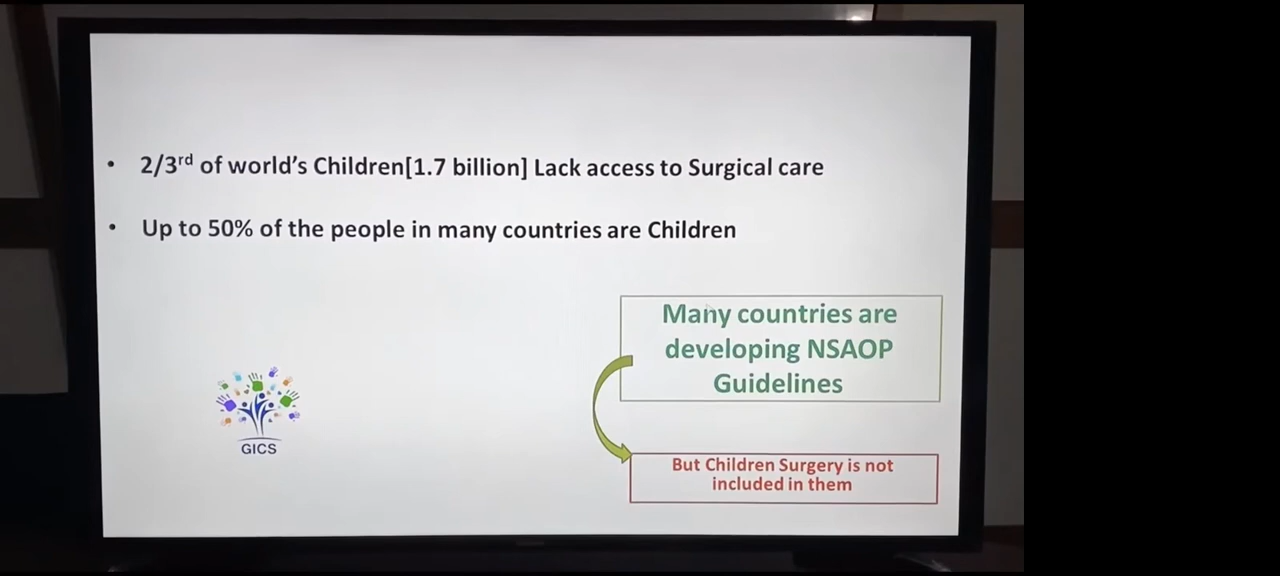 • 2/3rd of world's Children[1.7 billion] Lack access to Surgical care
• Up to 50% of the people in many countries are Children
Many countries are
developing NSAOP
Guidelines
GICS
But Children Surgery is not
included in them